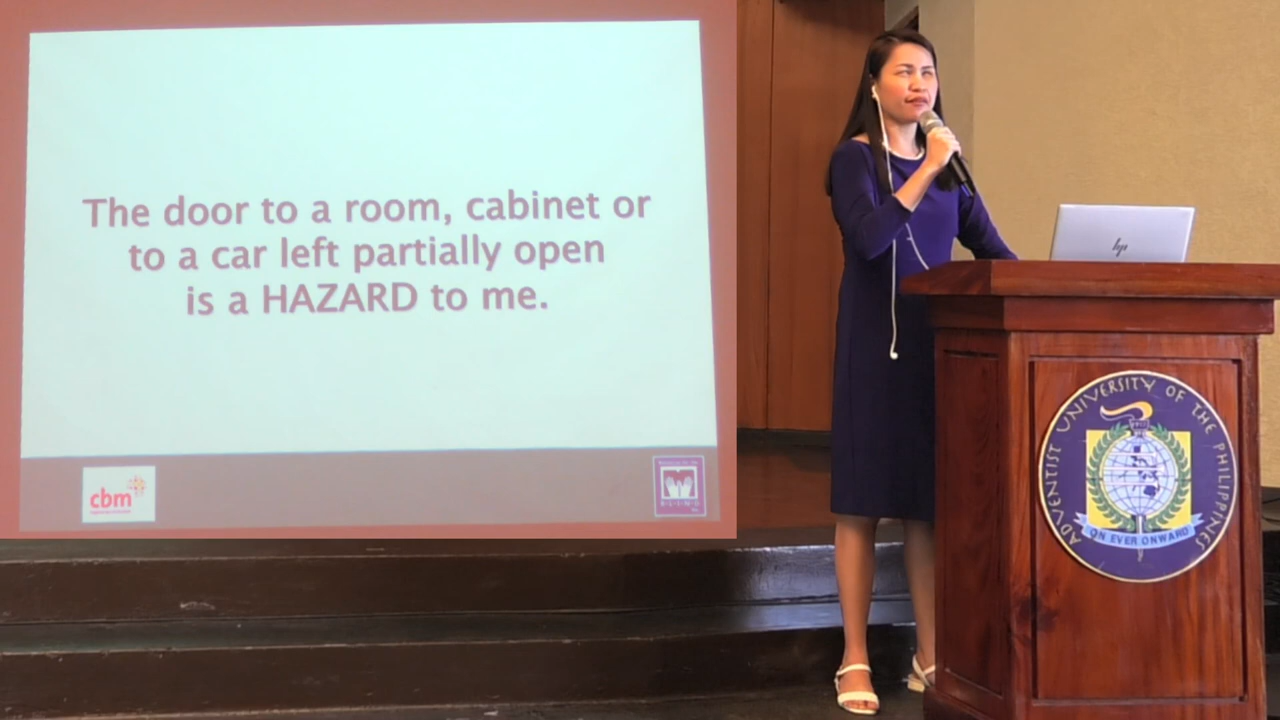 The door to a room, cabinet or
to a car left partially open
is a HAZARD to me.
cbm
hp
ADVENTIST UNIVERSITY OF THE PHILIPPINES
ON EVER ONWARD